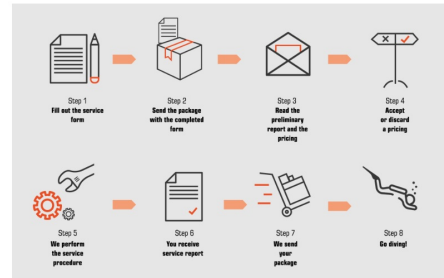 Step 1
Fill out the service
form
Step 2
Send the package
with the completed
form
Step 3
Read the
preliminary
report and the
pricing
Step 4
Accept
or discard
a pricing
Step 5
We perform
the service
procedure
Step 6
You receive
service report
Step 7
We send
your
package
Step 8
Go diving!